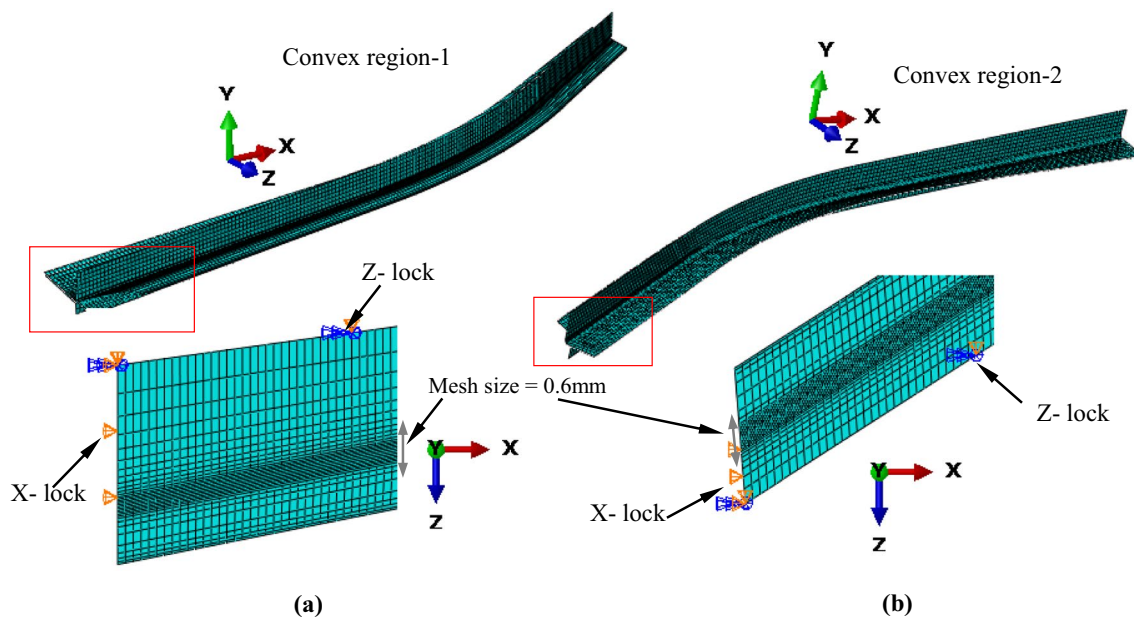 Convex region-1
Y
X
Z
Z- lock
X- lock
Mesh size = 0.6mm
Y
X
Z
(a)
Convex region-2
Y
X
Z
Z- lock
X- lock
Y
X
Z
(b)